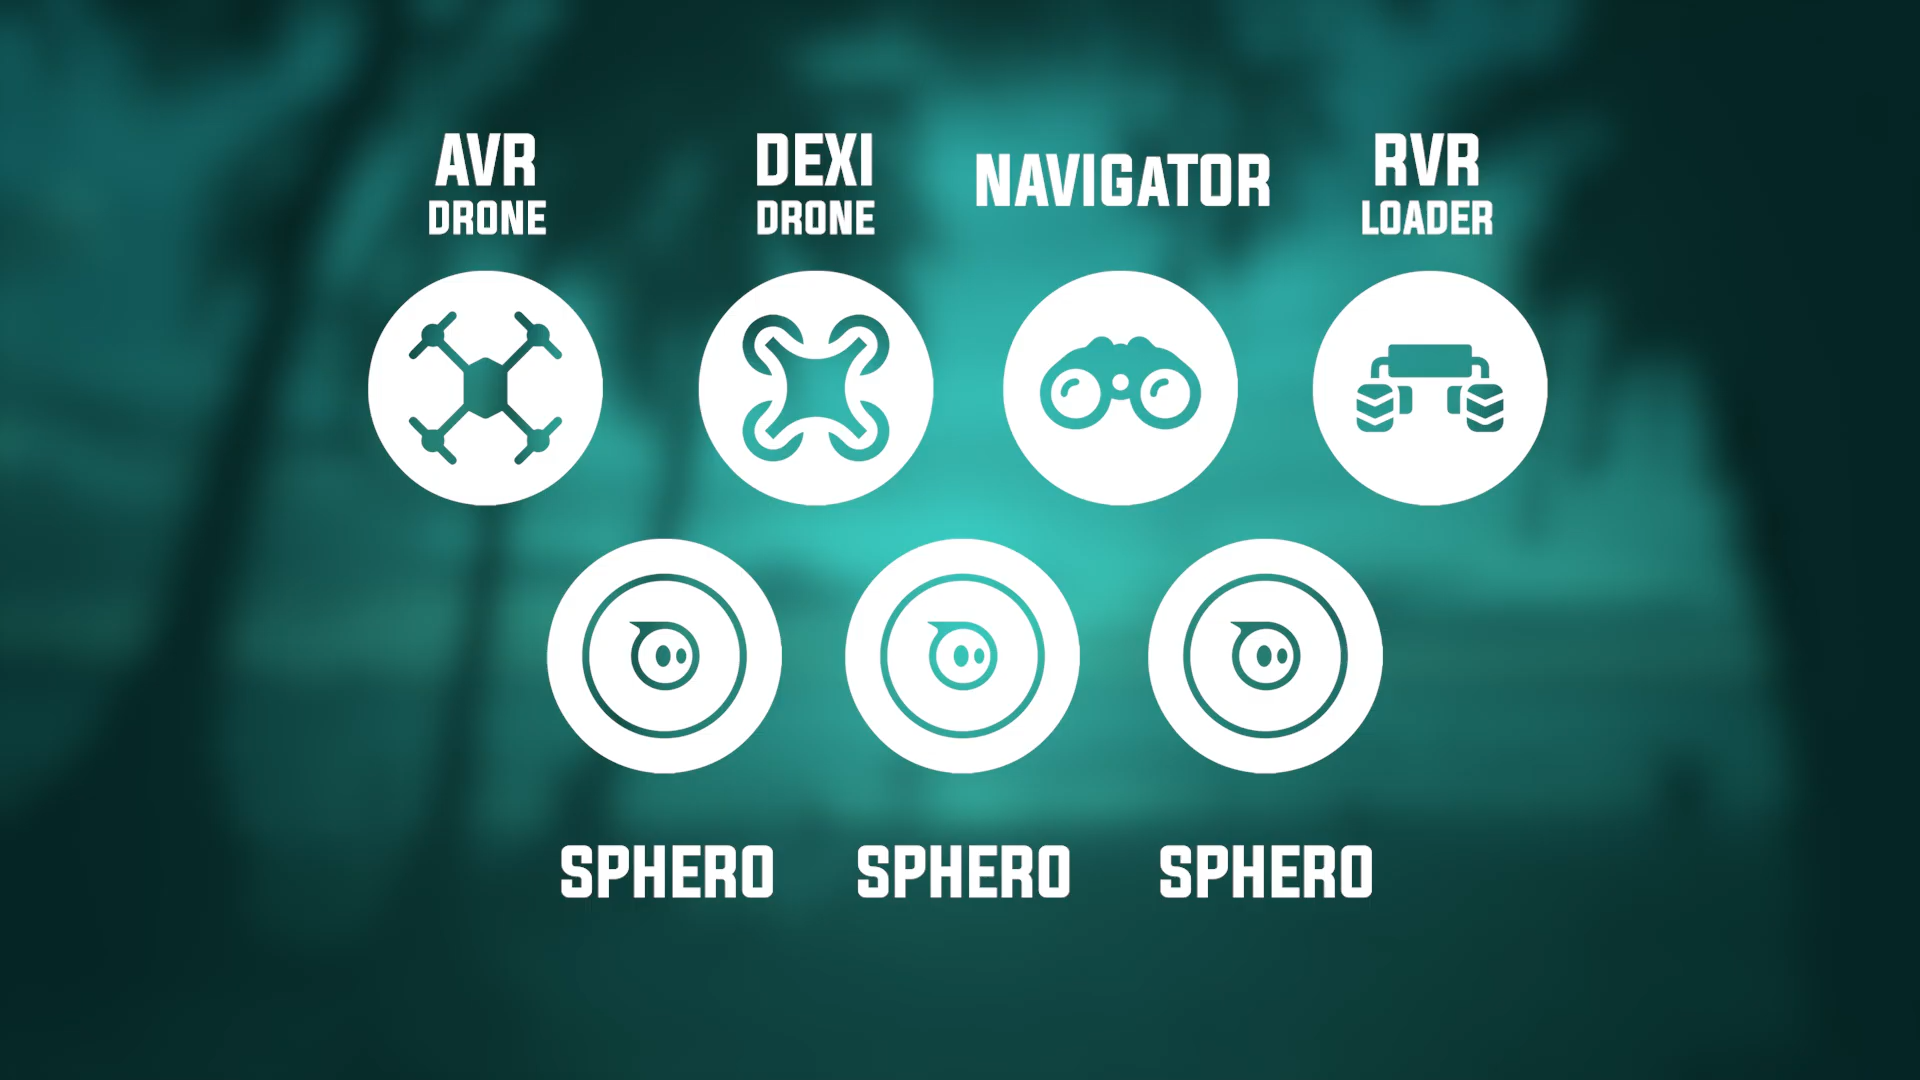 AVR
DRONE
DEXI
DRONE
NAVIGATOR
RVR
LOADER
SPHERO
SPHERO
SPHERO